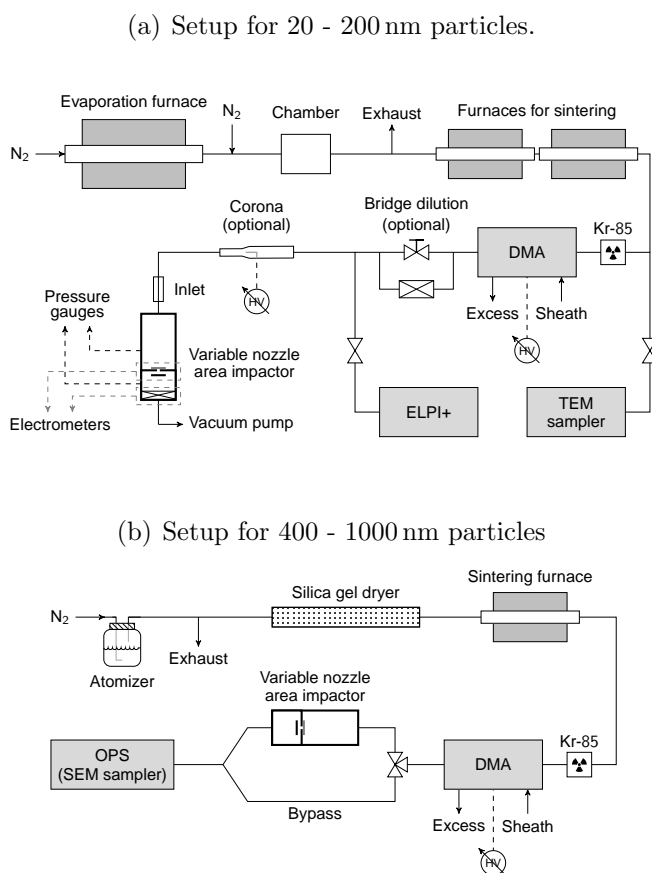 (a) Setup for 20 - 200 nm particles.
Evaporation furnace
N2
Chamber
Exhaust
Furnaces for sintering
N2
Corona
(optional)
Bridge dilution
(optional)
Kr-85
DMA
Inlet
HV
Excess
Sheath
Pressure
gauges
HV
Variable nozzle
area impactor
Electrometers
Vacuum pump
ELPI+
TEM
sampler
(b) Setup for 400 - 1000 nm particles
Sintering furnace
Silica gel dryer
N2
Exhaust
Atomizer
Variable nozzle
area impactor
Kr-85
OPS
(SEM sampler)
DMA
Bypass
Excess
Sheath
HV